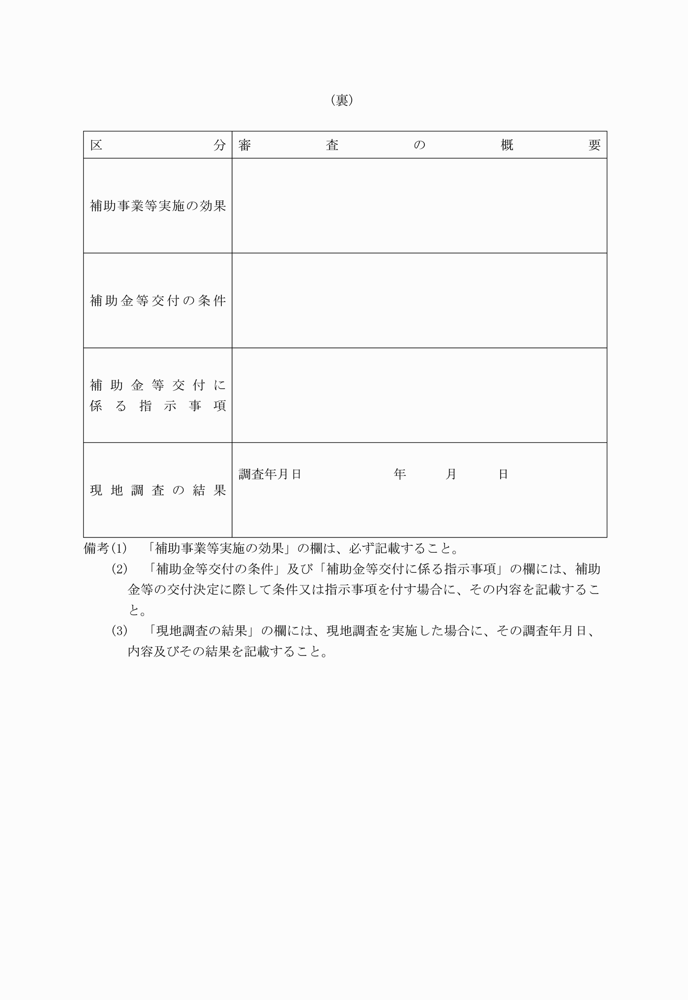 （裏）
区分 審査の概要
補助事業等実施の効果
補助金等交付の条件
補助金等交付に
係る指示事項
現地調査の結果
調査年月日　　　　　　　年　　　月　　　日
備考(1)　「補助事業等実施の効果」の欄は、必ず記載すること。
(2)　「補助金等交付の条件」及び「補助金等交付に係る指示事項」の欄には、補助
金等の交付決定に際して条件又は指示事項を付す場合に、その内容を記載するこ
と。
(3)　「現地調査の結果」の欄には、現地調査を実施した場合に、その調査年月日、
内容及びその結果を記載すること。